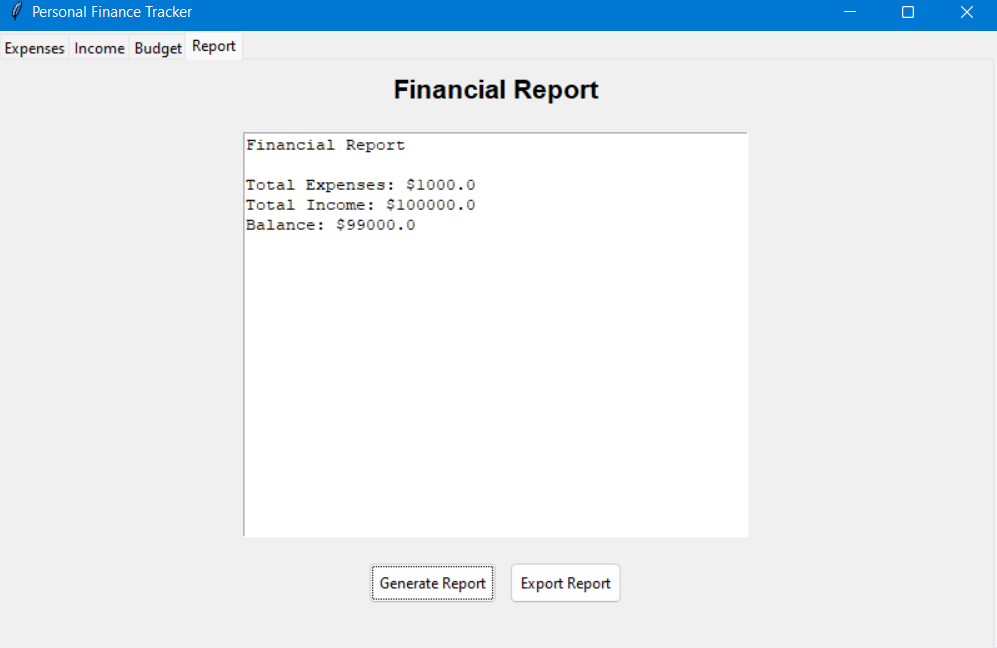 Personal Finance Tracker
Expenses Income Budget Report
Financial Report
Financial Report
Total Expenses: $1000.0
Total Income: $100000.0
Balance: $99000.0
Generate Report Export Report